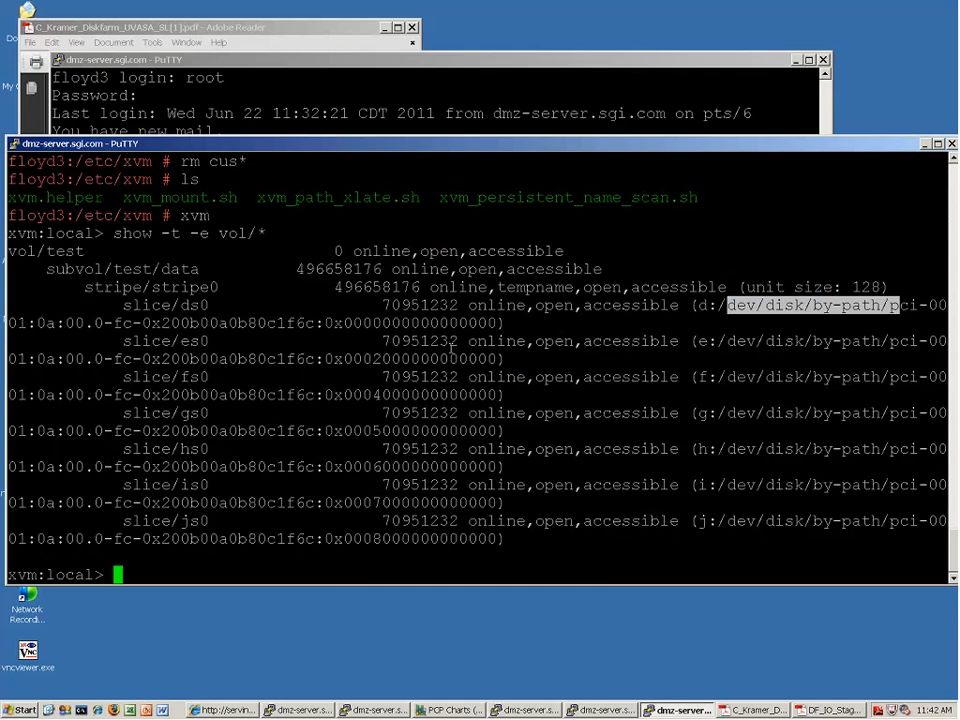 C_Kramer_Diskfarm_UVASA_SL[1].pdf - Adobe Reader
File Edit View Document Tools Window Help
dmz-server.sgi.com - PuTTY
floyd3 login: root
Password:
Last login: Wed Jun 22 11:32:21 CDT 2011 from dmz-server.sgi.com on pts/6
You have new mail.
dmz-server.sgi.com - PuTTY
floyd3:/etc/xvm # rm cus*
floyd3:/etc/xvm # ls
xvm.helper xvm_mount.sh xvm_path_xlate.sh xvm_persistent_name_scan.sh
floyd3:/etc/xvm # xvm
xvm:local> show -t -e vol/*
vol/test 0 online,open,accessible
subvol/test/data 496658176 online,open,accessible
stripe/stripe0 496658176 online,tempname,open,accessible (unit size: 128)
slice/ds0 70951232 online,open,accessible (d:/dev/disk/by-path/pci-00
01:0a:00.0-fc-0x200b00a0b80c1f6c:0x0000000000000000)
slice/es0 70951232 online,open,accessible (e:/dev/disk/by-path/pci-00
01:0a:00.0-fc-0x200b00a0b80c1f6c:0x0002000000000000)
slice/fs0 70951232 online,open,accessible (f:/dev/disk/by-path/pci-00
01:0a:00.0-fc-0x200b00a0b80c1f6c:0x0004000000000000)
slice/gs0 70951232 online,open,accessible (g:/dev/disk/by-path/pci-00
01:0a:00.0-fc-0x200b00a0b80c1f6c:0x0005000000000000)
slice/hs0 70951232 online,open,accessible (h:/dev/disk/by-path/pci-00
01:0a:00.0-fc-0x200b00a0b80c1f6c:0x0006000000000000)
slice/is0 70951232 online,open,accessible (i:/dev/disk/by-path/pci-00
01:0a:00.0-fc-0x200b00a0b80c1f6c:0x0007000000000000)
slice/js0 70951232 online,open,accessible (j:/dev/disk/by-path/pci-00
01:0a:00.0-fc-0x200b00a0b80c1f6c:0x0008000000000000)
xvm:local>
Network
Recordi...
vncviewer.exe
Start http://servin... dmz-server.s... dmz-server.s... PCP Charts (... dmz-server.s... dmz-server.s... dmz-server.... C_Kramer_D... DF_IO_Stag... 11:42 AM